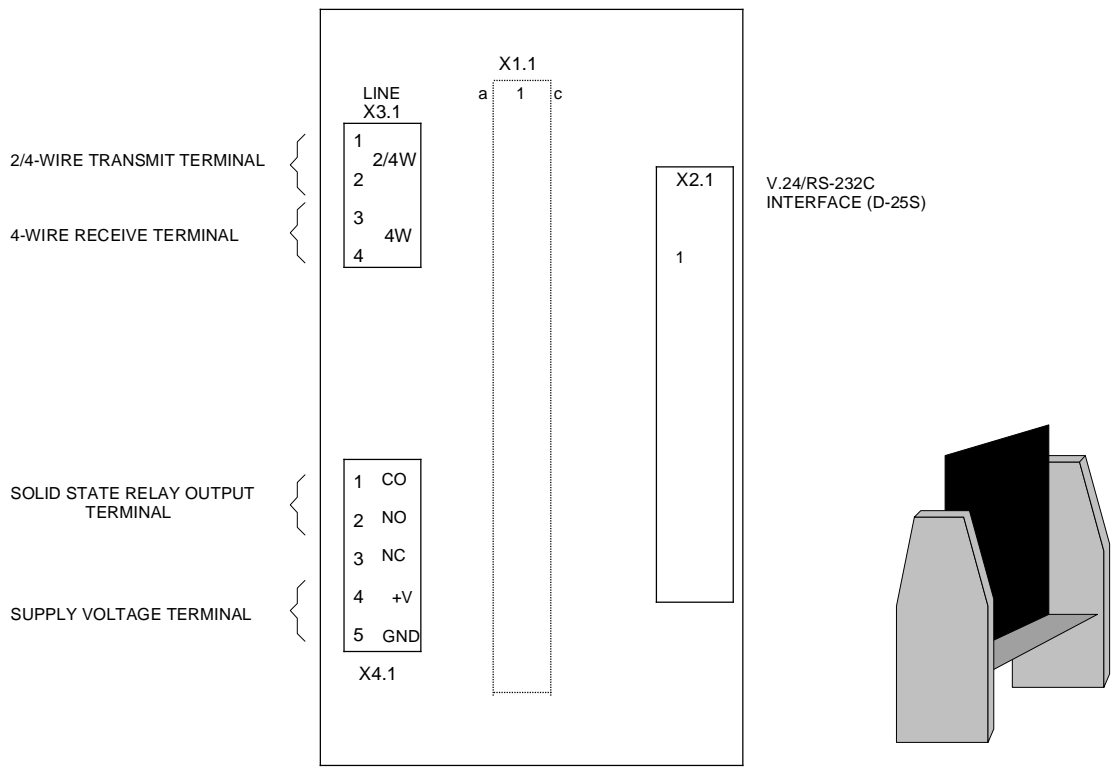 X1.1
a 1 c
LINE
X3.1
2/4-WIRE TRANSMIT TERMINAL
1
2/4W
2
4-WIRE RECEIVE TERMINAL
3
4W
4
X2.1
1
V.24/RS-232C
INTERFACE (D-25S)
SOLID STATE RELAY OUTPUT
TERMINAL
1 CO
2 NO
3 NC
SUPPLY VOLTAGE TERMINAL
4 +V
5 GND
X4.1